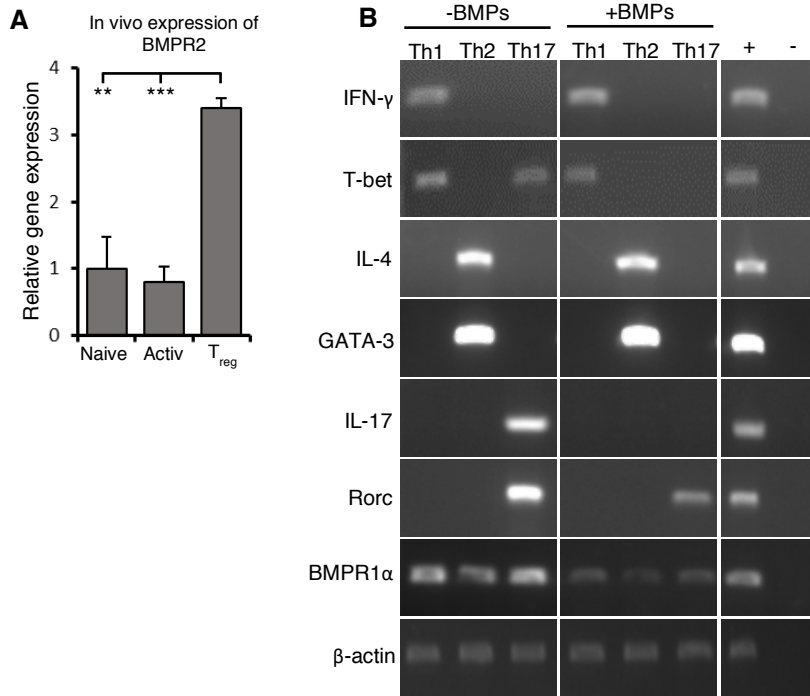 A
In vivo expression of
BMPR2
Relative gene expression
4
3
2
1
0
** ***
Naive Activ Treg
B
-BMPs +BMPs
Th1 Th2 Th17 Th1 Th2 Th17 + -
IFN-γ
T-bet
IL-4
GATA-3
IL-17
Rorc
BMPR1α
β-actin